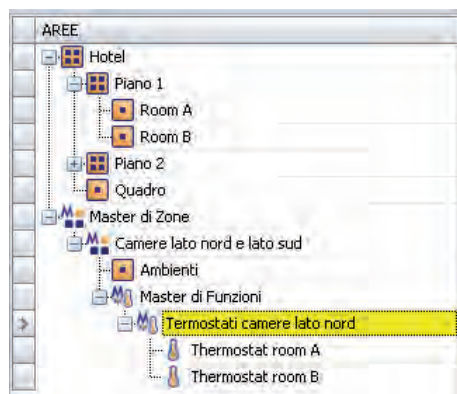 AREE
Hotel
Piano 1
Room A
Room B
Piano 2
Quadro
Master di Zone
Camere lato nord e lato sud
Ambienti
Master di Funzioni
Termostati camere lato nord
Thermostat room A
Thermostat room B